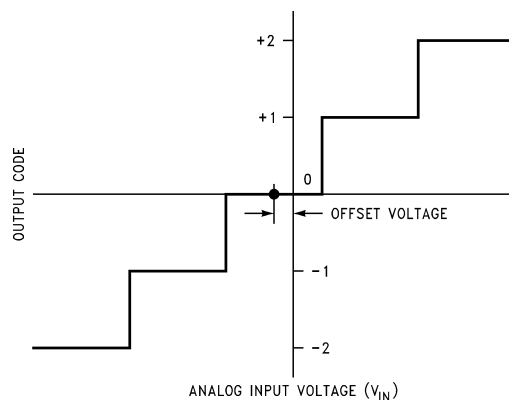 +2
+1
0
OUTPUT CODE
OFFSET VOLTAGE
-1
-2
ANALOG INPUT VOLTAGE (VIN)